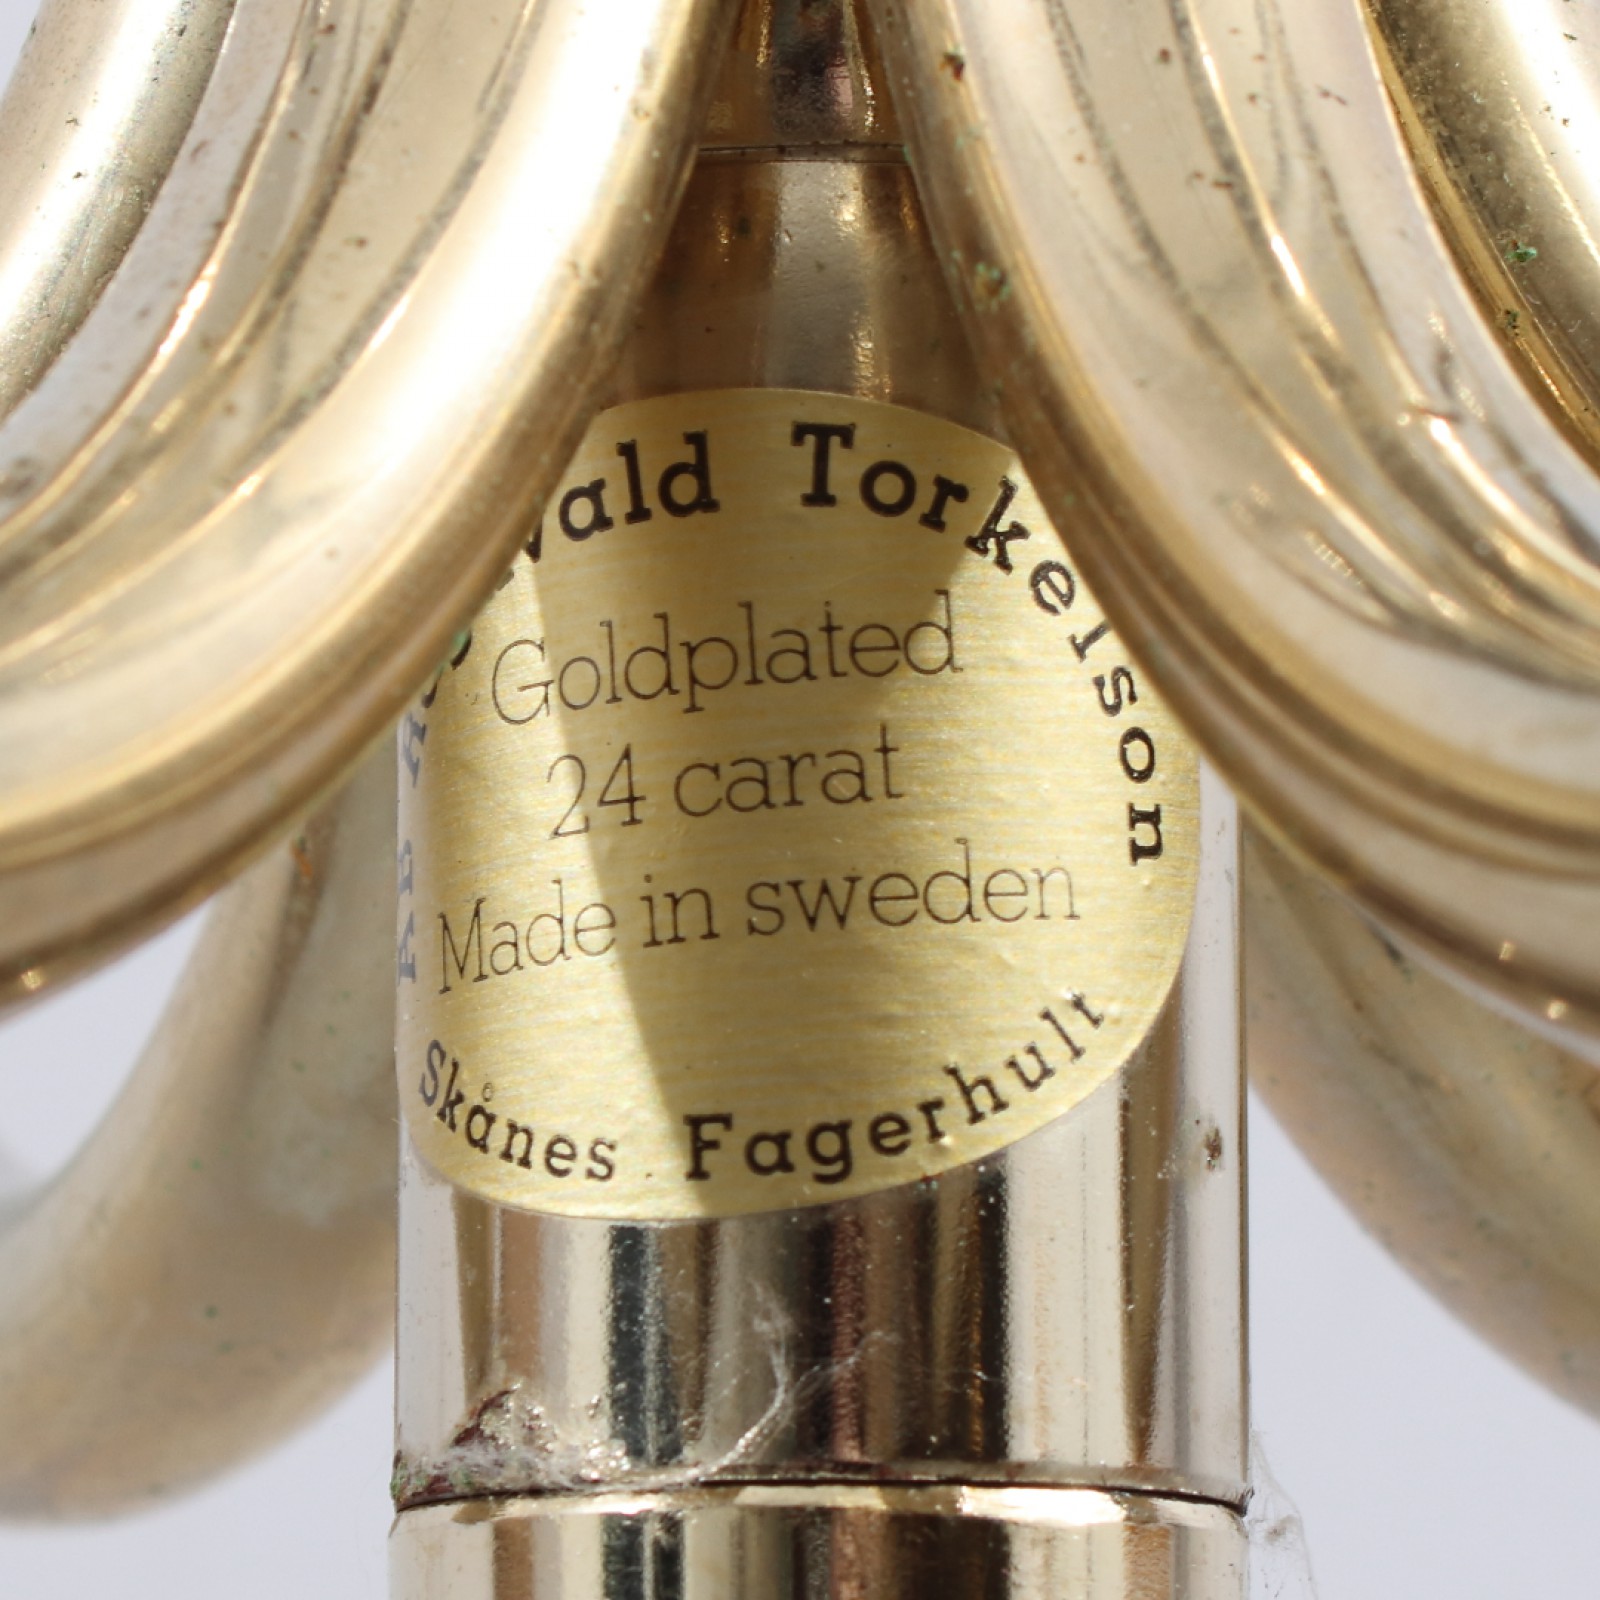 Torkelson
Goldplated
24 carat
Made in sweden
Skånes Fagerhult